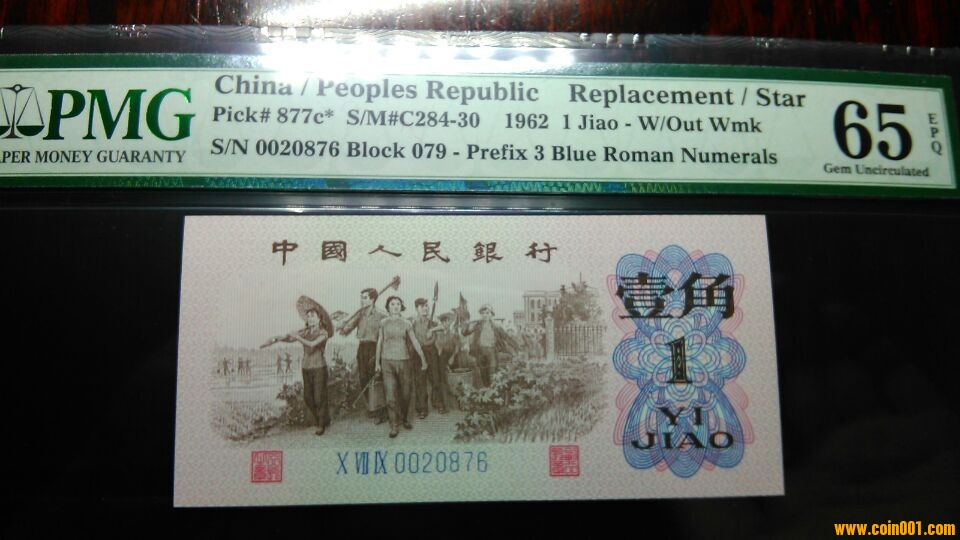 China / Peoples Republic Replacement / Star
PMG
Pick# 877c* S/M#C284-30 1962 1 Jiao - W/Out Wmk
PAPER MONEY GUARANTY
S/N 0020876 Block 079 - Prefix 3 Blue Roman Numerals
65
EPQ
Gem Uncirculated
中國人民銀行
壹角
1
YI
JIAO
X VII IX 0020876
www.coin001.com